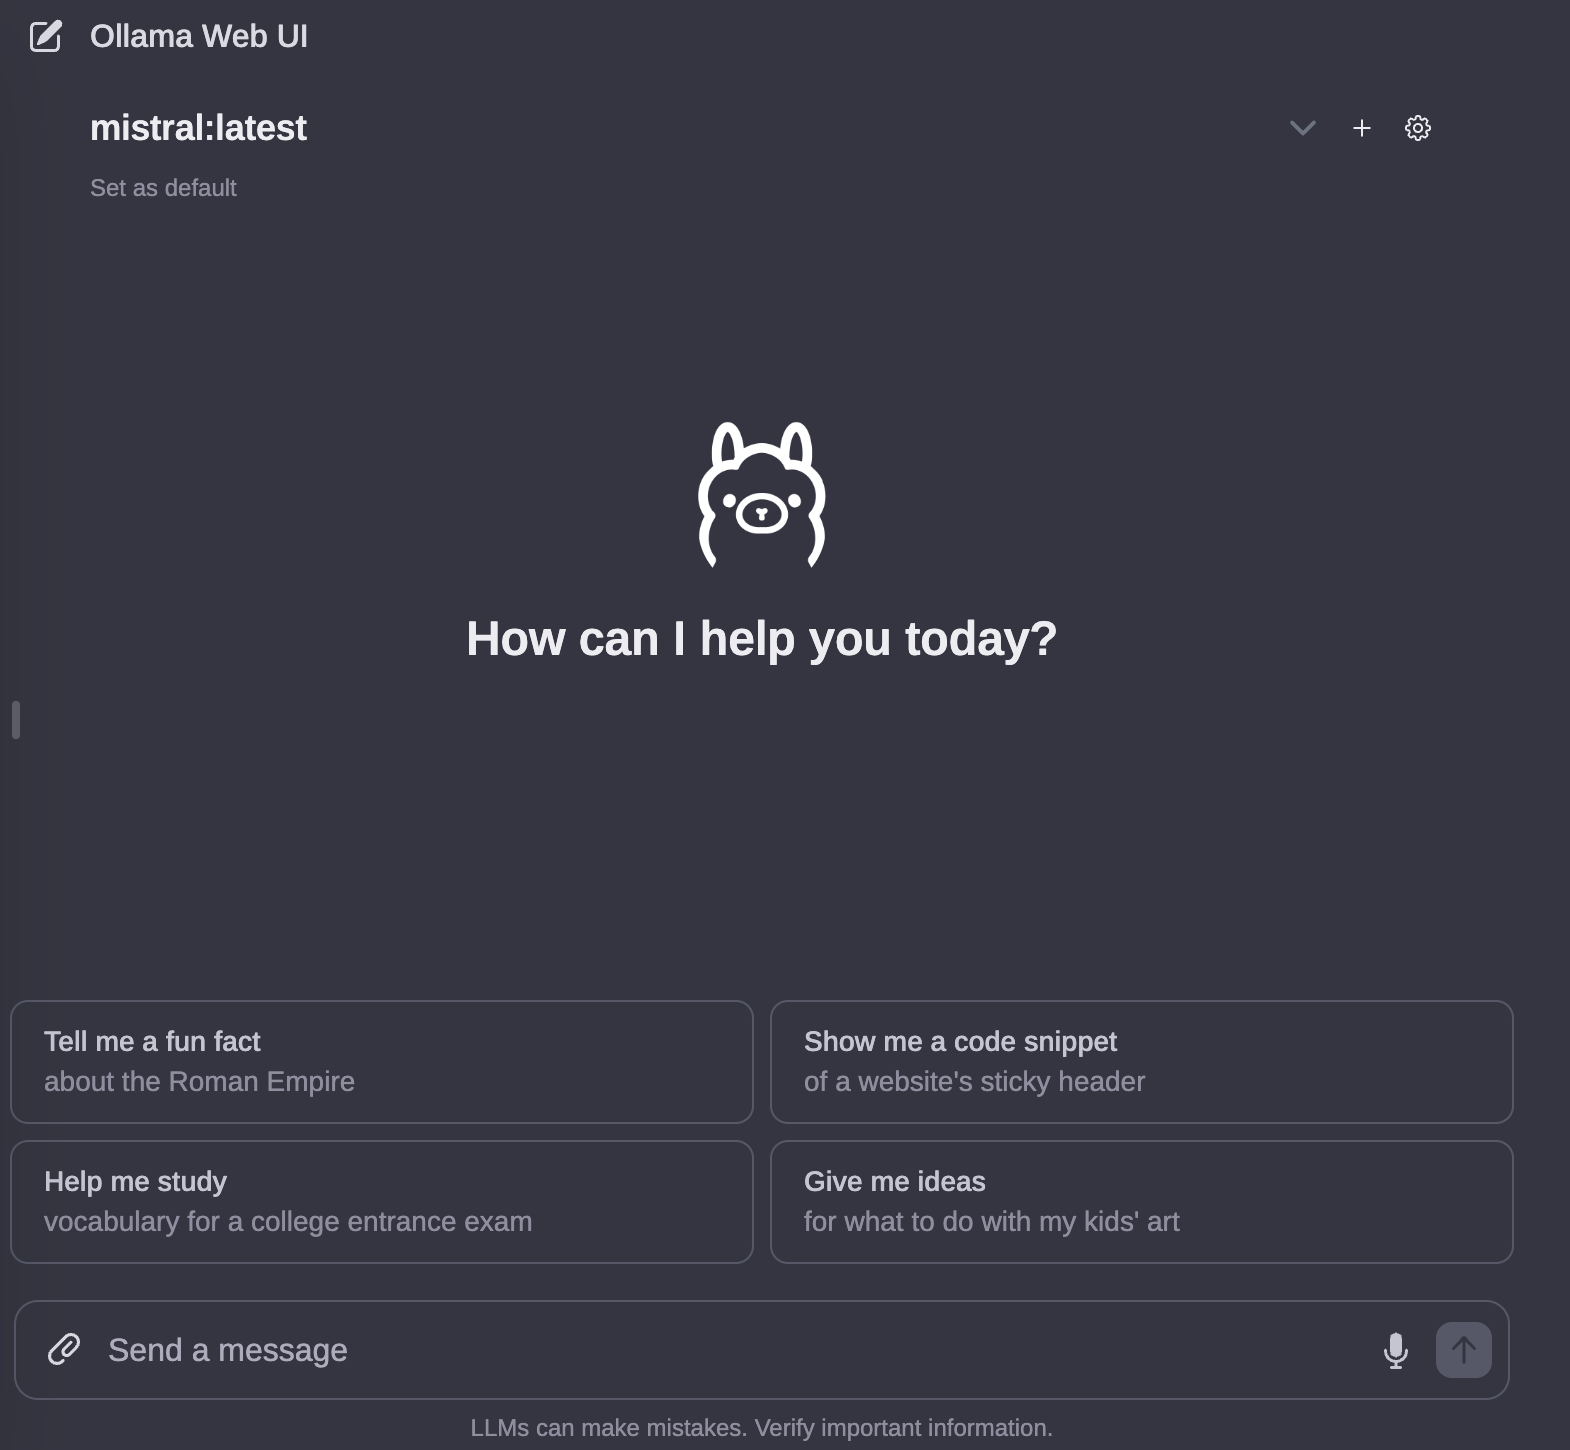 Ollama Web UI
mistral:latest
Set as default
How can I help you today?
Tell me a fun fact
about the Roman Empire
Show me a code snippet
of a website's sticky header
Help me study
vocabulary for a college entrance exam
Give me ideas
for what to do with my kids' art
Send a message
LLMs can make mistakes. Verify important information.